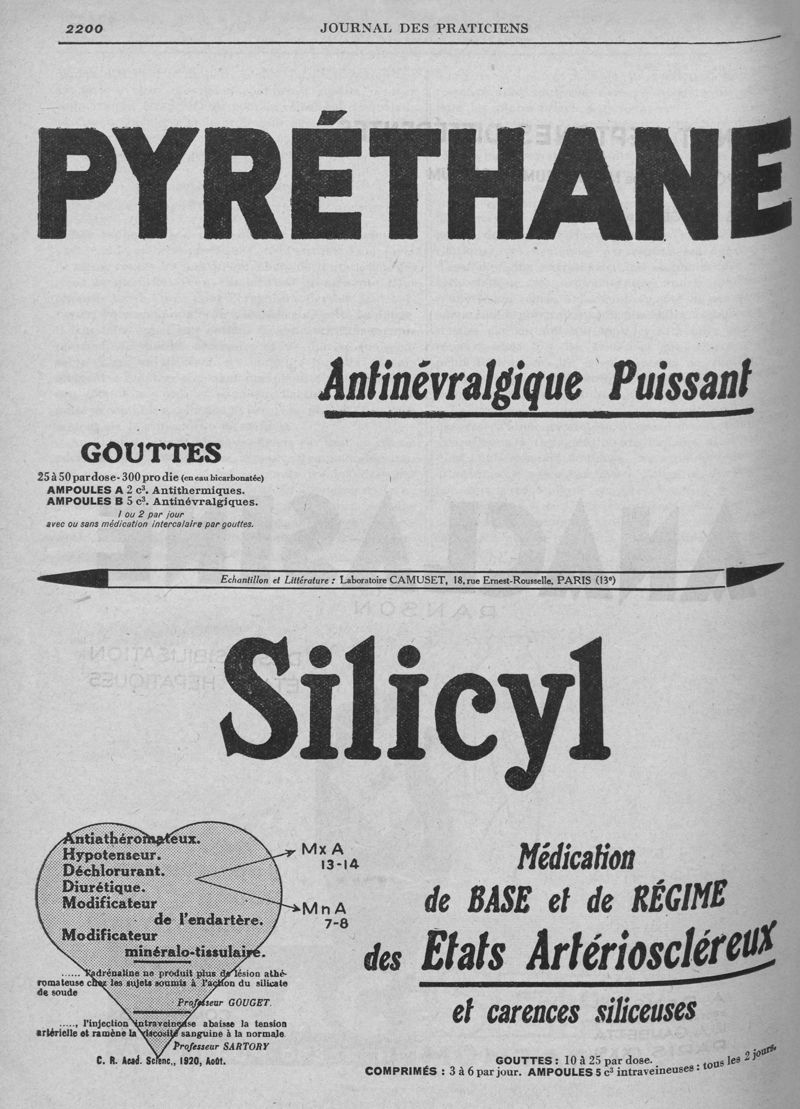 2200
JOURNAL DES PRATICIENS
PYRÉTHANE
Antinévralgique Puissant
GOUTTES
25 à 50 par dose - 300 pro die (en eau bicarbonatée)
AMPOULES A 2 c³. Antithermiques.
AMPOULES B 5 c³. Antinévralgiques.
1 ou 2 par jour
avec ou sans médication intercalaire par gouttes.
Echantillon et Littérature : Laboratoire CAMUSET, 18, rue Ernest-Rousselle, PARIS (13e)
Silicyl
Antiathéromateux.
Hypotenseur.
Déchlorurant.
Diurétique.
Modificateur
de l'endartère.
Modificateur
minéralo-tissulaire.
MxA
13-14
MnA
7-8
...... l'adrénaline ne produit plus de lésion athé-
romateuse chez les sujets soumis à l'action du silicate
de soude
Professeur GOUGET.
....., l'injection intraveineuse abaisse la tension
artérielle et ramène la viscosité sanguine à la normale.
Professeur SARTORY
C. R. Acad. Scienc., 1920, Août.
Médication
de BASE et de RÉGIME
des Etats Artérioscléreux
et carences siliceuses
GOUTTES : 10 à 25 par dose.
COMPRIMÉS : 3 à 6 par jour. AMPOULES 5 c³ intraveineuses : tous les 2 jours.